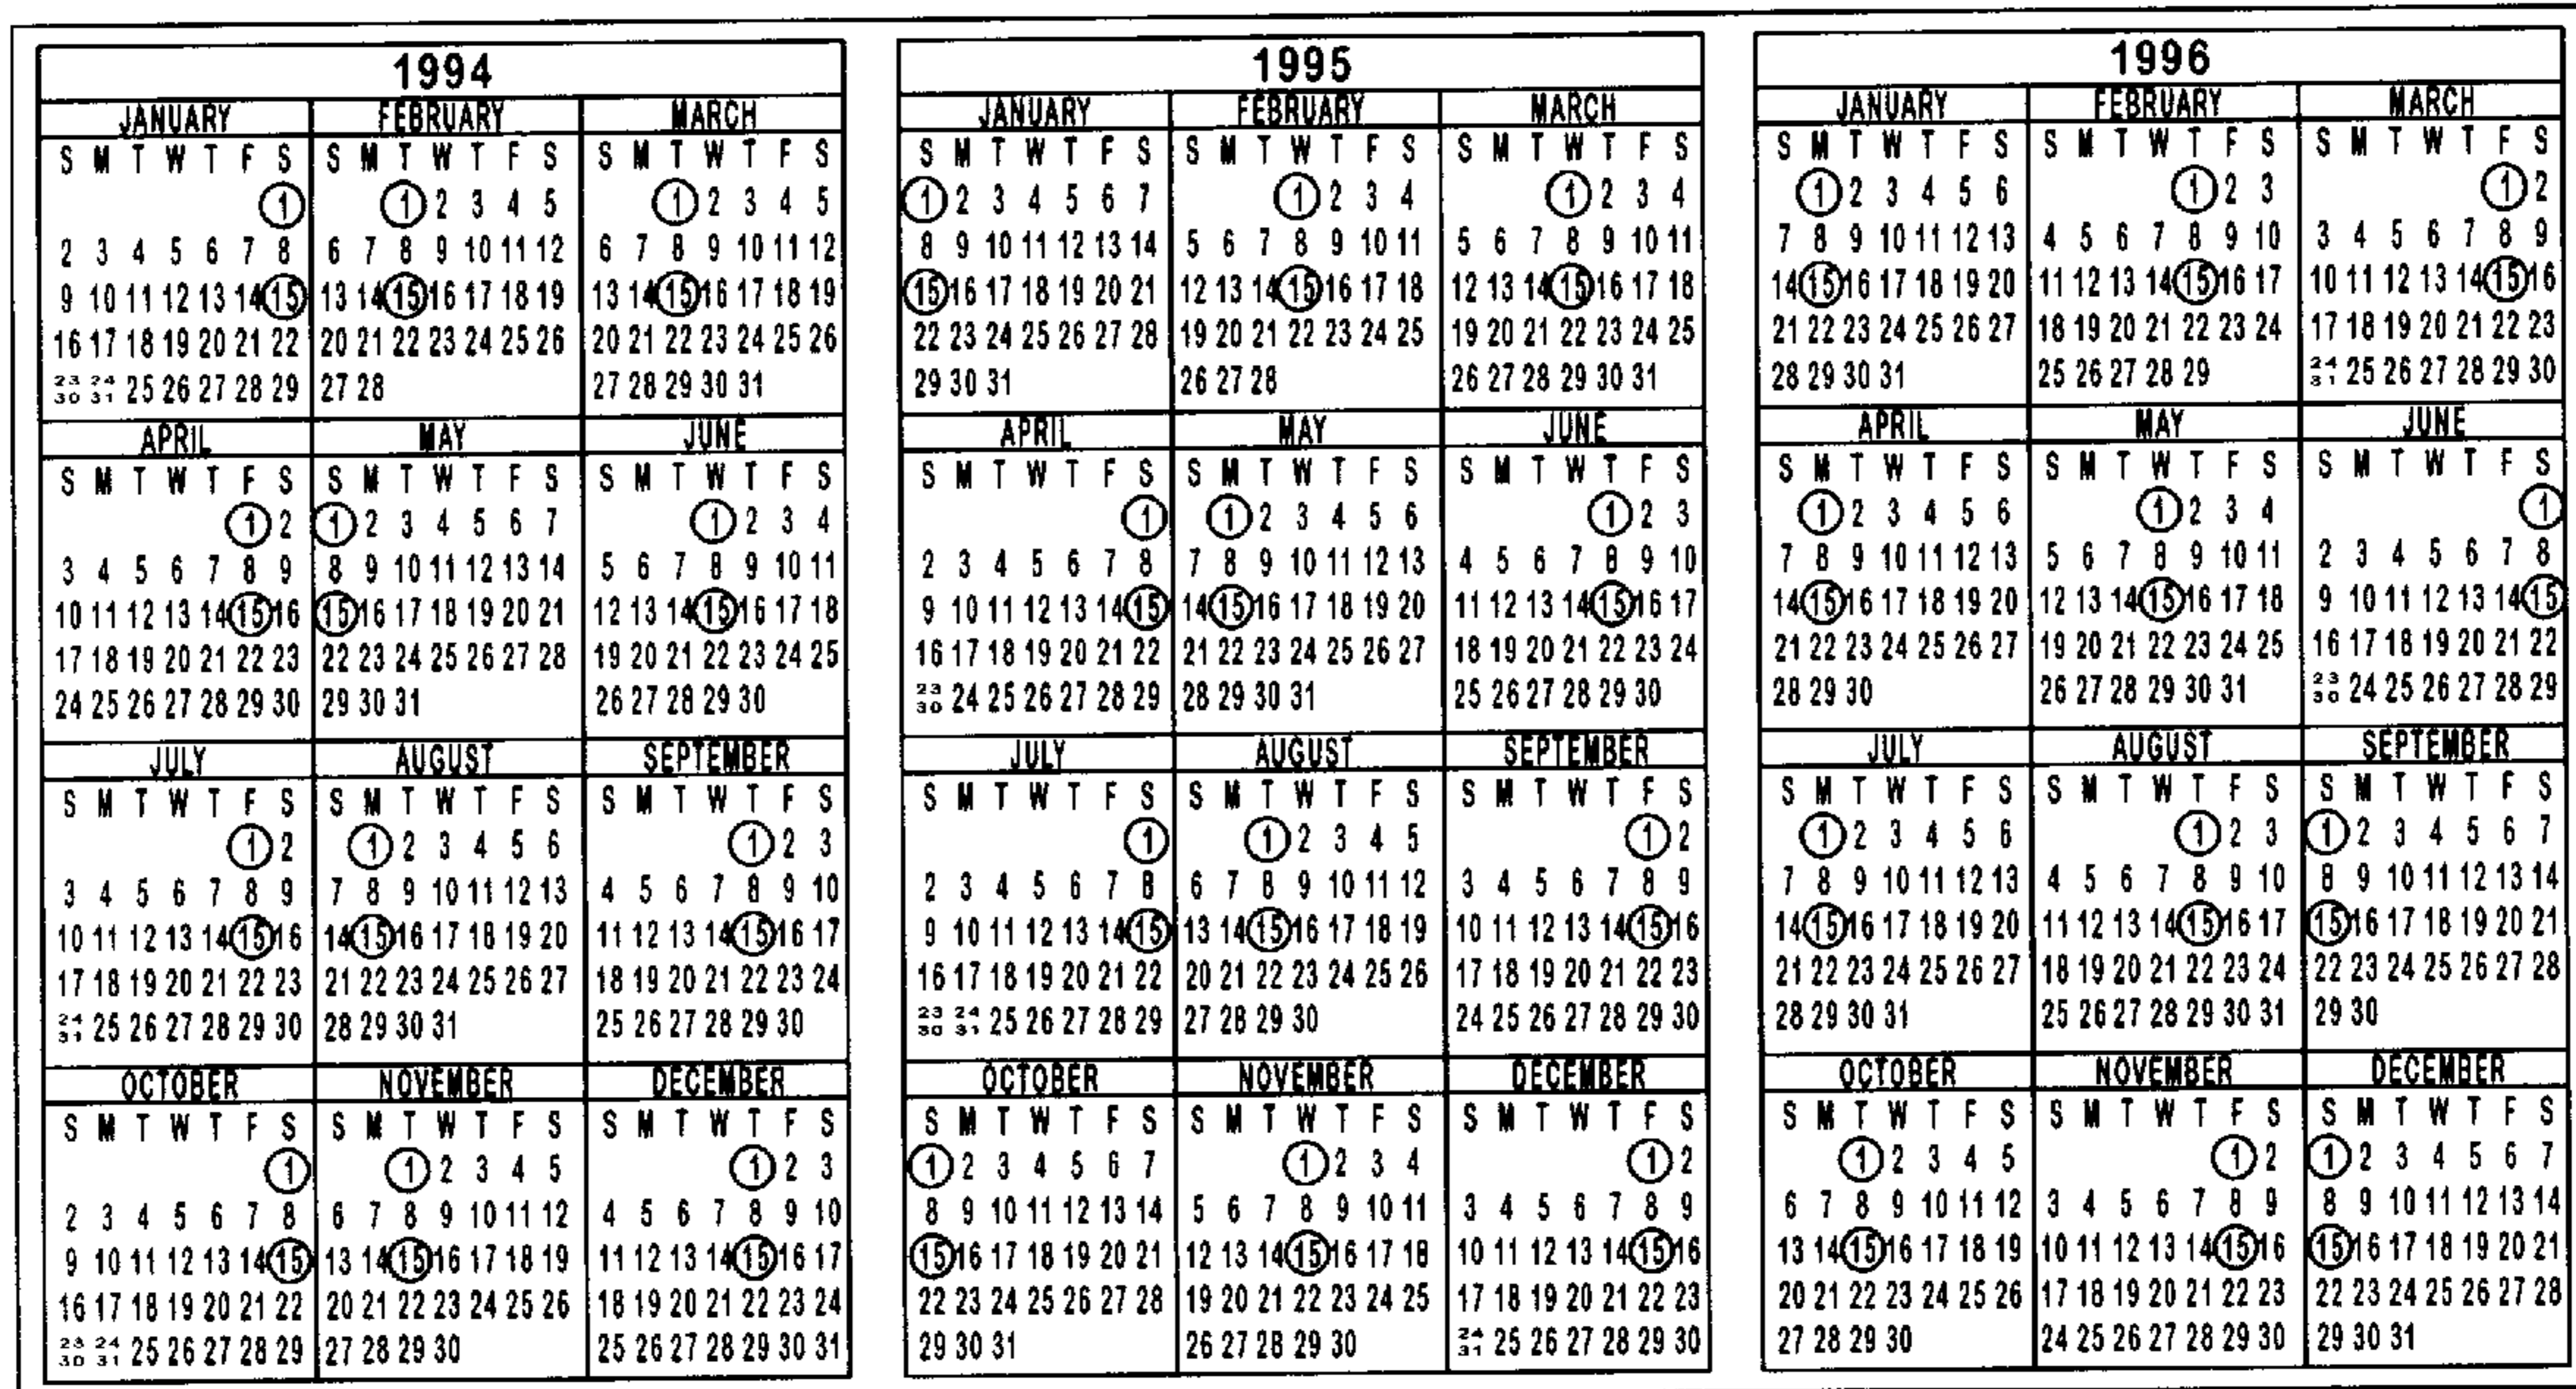 1994
JANUARY
S M T W T F S
1
2 3 4 5 6 7 8
9 10 11 12 13 14 15
16 17 18 19 20 21 22
23 24 25 26 27 28 29
30 31
FEBRUARY
S M T W T F S
1 2 3 4 5
6 7 8 9 10 11 12
13 14 15 16 17 18 19
20 21 22 23 24 25 26
27 28
MARCH
S M T W T F S
1 2 3 4 5
6 7 8 9 10 11 12
13 14 15 16 17 18 19
20 21 22 23 24 25 26
27 28 29 30 31
APRIL
S M T W T F S
1 2
3 4 5 6 7 8 9
10 11 12 13 14 15 16
17 18 19 20 21 22 23
24 25 26 27 28 29 30
MAY
S M T W T F S
1 2 3 4 5 6 7
8 9 10 11 12 13 14
15 16 17 18 19 20 21
22 23 24 25 26 27 28
29 30 31
JUNE
S M T W T F S
1 2 3 4
5 6 7 8 9 10 11
12 13 14 15 16 17 18
19 20 21 22 23 24 25
26 27 28 29 30
JULY
S M T W T F S
1 2
3 4 5 6 7 8 9
10 11 12 13 14 15 16
17 18 19 20 21 22 23
24 25 26 27 28 29 30
31
AUGUST
S M T W T F S
1 2 3 4 5 6
7 8 9 10 11 12 13
14 15 16 17 18 19 20
21 22 23 24 25 26 27
28 29 30 31
SEPTEMBER
S M T W T F S
1 2 3
4 5 6 7 8 9 10
11 12 13 14 15 16 17
18 19 20 21 22 23 24
25 26 27 28 29 30
OCTOBER
S M T W T F S
1
2 3 4 5 6 7 8
9 10 11 12 13 14 15
16 17 18 19 20 21 22
23 24 25 26 27 28 29
30 31
NOVEMBER
S M T W T F S
1 2 3 4 5
6 7 8 9 10 11 12
13 14 15 16 17 18 19
20 21 22 23 24 25 26
27 28 29 30
DECEMBER
S M T W T F S
1 2 3
4 5 6 7 8 9 10
11 12 13 14 15 16 17
18 19 20 21 22 23 24
25 26 27 28 29 30 31
1995
JANUARY
S M T W T F S
1 2 3 4 5 6 7
8 9 10 11 12 13 14
15 16 17 18 19 20 21
22 23 24 25 26 27 28
29 30 31
FEBRUARY
S M T W T F S
1 2 3 4
5 6 7 8 9 10 11
12 13 14 15 16 17 18
19 20 21 22 23 24 25
26 27 28
MARCH
S M T W T F S
1 2 3 4
5 6 7 8 9 10 11
12 13 14 15 16 17 18
19 20 21 22 23 24 25
26 27 28 29 30 31
APRIL
S M T W T F S
1
2 3 4 5 6 7 8
9 10 11 12 13 14 15
16 17 18 19 20 21 22
23 24 25 26 27 28 29
30
MAY
S M T W T F S
1 2 3 4 5 6
7 8 9 10 11 12 13
14 15 16 17 18 19 20
21 22 23 24 25 26 27
28 29 30 31
JUNE
S M T W T F S
1 2 3
4 5 6 7 8 9 10
11 12 13 14 15 16 17
18 19 20 21 22 23 24
25 26 27 28 29 30
JULY
S M T W T F S
1
2 3 4 5 6 7 8
9 10 11 12 13 14 15
16 17 18 19 20 21 22
23 24 25 26 27 28 29
30 31
AUGUST
S M T W T F S
1 2 3 4 5
6 7 8 9 10 11 12
13 14 15 16 17 18 19
20 21 22 23 24 25 26
27 28 29 30
SEPTEMBER
S M T W T F S
1 2
3 4 5 6 7 8 9
10 11 12 13 14 15 16
17 18 19 20 21 22 23
24 25 26 27 28 29 30
OCTOBER
S M T W T F S
1 2 3 4 5 6 7
8 9 10 11 12 13 14
15 16 17 18 19 20 21
22 23 24 25 26 27 28
29 30 31
NOVEMBER
S M T W T F S
1 2 3 4
5 6 7 8 9 10 11
12 13 14 15 16 17 18
19 20 21 22 23 24 25
26 27 28 29 30
DECEMBER
S M T W T F S
1 2
3 4 5 6 7 8 9
10 11 12 13 14 15 16
17 18 19 20 21 22 23
24 25 26 27 28 29 30
31
1996
JANUARY
S M T W T F S
1 2 3 4 5 6
7 8 9 10 11 12 13
14 15 16 17 18 19 20
21 22 23 24 25 26 27
28 29 30 31
FEBRUARY
S M T W T F S
1 2 3
4 5 6 7 8 9 10
11 12 13 14 15 16 17
18 19 20 21 22 23 24
25 26 27 28 29
MARCH
S M T W T F S
1 2
3 4 5 6 7 8 9
10 11 12 13 14 15 16
17 18 19 20 21 22 23
24 25 26 27 28 29 30
31
APRIL
S M T W T F S
1 2 3 4 5 6
7 8 9 10 11 12 13
14 15 16 17 18 19 20
21 22 23 24 25 26 27
28 29 30
MAY
S M T W T F S
1 2 3 4
5 6 7 8 9 10 11
12 13 14 15 16 17 18
19 20 21 22 23 24 25
26 27 28 29 30 31
JUNE
S M T W T F S
1
2 3 4 5 6 7 8
9 10 11 12 13 14 15
16 17 18 19 20 21 22
23 24 25 26 27 28 29
30
JULY
S M T W T F S
1 2 3 4 5 6
7 8 9 10 11 12 13
14 15 16 17 18 19 20
21 22 23 24 25 26 27
28 29 30 31
AUGUST
S M T W T F S
1 2 3
4 5 6 7 8 9 10
11 12 13 14 15 16 17
18 19 20 21 22 23 24
25 26 27 28 29 30 31
SEPTEMBER
S M T W T F S
1 2 3 4 5 6 7
8 9 10 11 12 13 14
15 16 17 18 19 20 21
22 23 24 25 26 27 28
29 30
OCTOBER
S M T W T F S
1 2 3 4 5
6 7 8 9 10 11 12
13 14 15 16 17 18 19
20 21 22 23 24 25 26
27 28 29 30
NOVEMBER
S M T W T F S
1 2
3 4 5 6 7 8 9
10 11 12 13 14 15 16
17 18 19 20 21 22 23
24 25 26 27 28 29 30
DECEMBER
S M T W T F S
1 2 3 4 5 6 7
8 9 10 11 12 13 14
15 16 17 18 19 20 21
22 23 24 25 26 27 28
29 30 31